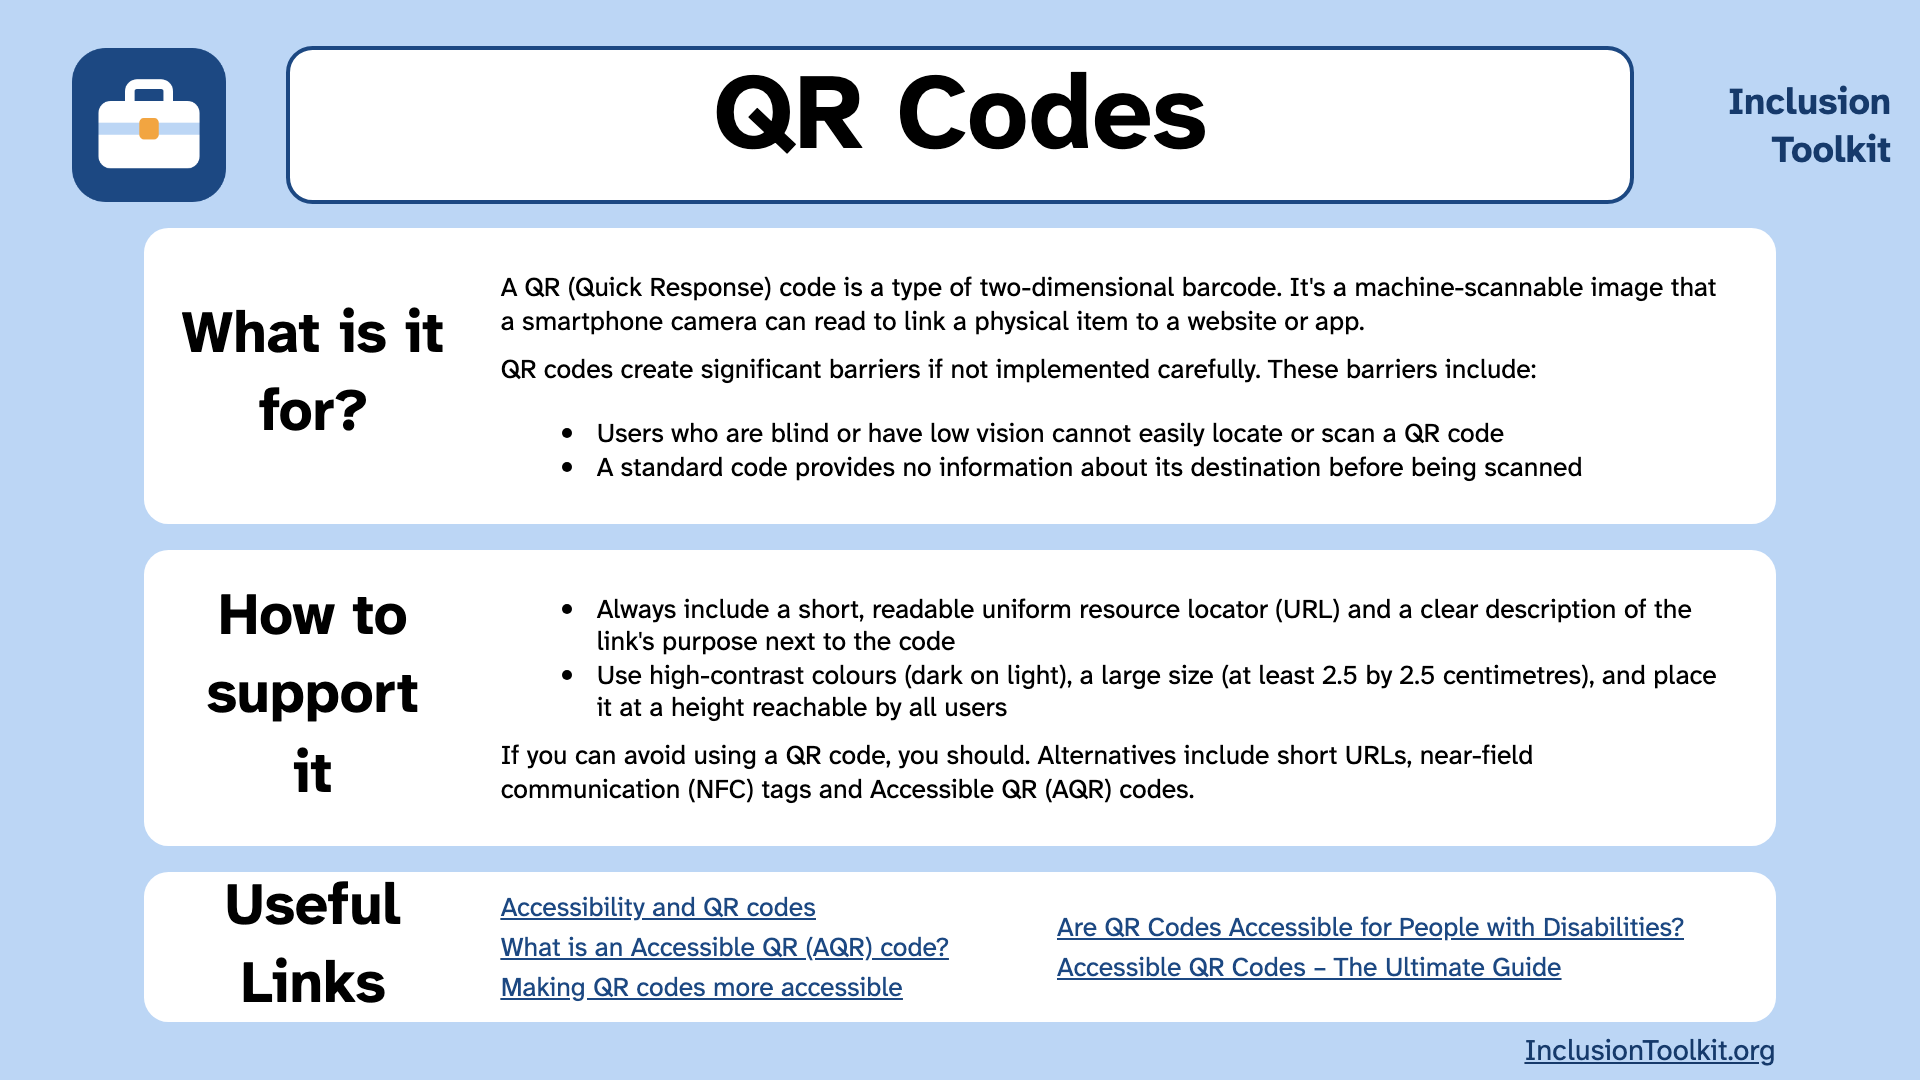 QR Codes
Inclusion
Toolkit
What is it
for?
A QR (Quick Response) code is a type of two-dimensional barcode. It's a machine-scannable image that
a smartphone camera can read to link a physical item to a website or app.
QR codes create significant barriers if not implemented carefully. These barriers include:
• Users who are blind or have low vision cannot easily locate or scan a QR code
• A standard code provides no information about its destination before being scanned
How to
support
it
• Always include a short, readable uniform resource locator (URL) and a clear description of the
link's purpose next to the code
• Use high-contrast colours (dark on light), a large size (at least 2.5 by 2.5 centimetres), and place
it at a height reachable by all users
If you can avoid using a QR code, you should. Alternatives include short URLs, near-field
communication (NFC) tags and Accessible QR (AQR) codes.
Useful
Links
Accessibility and QR codes
What is an Accessible QR (AQR) code?
Making QR codes more accessible
Are QR Codes Accessible for People with Disabilities?
Accessible QR Codes – The Ultimate Guide
InclusionToolkit.org